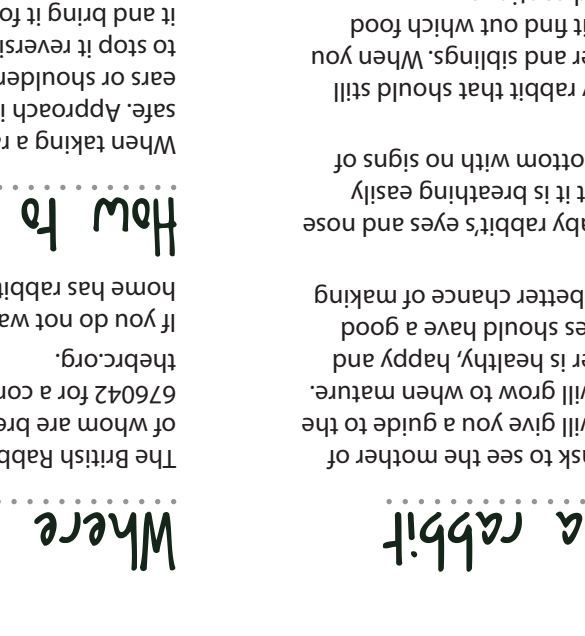 a rabbit
ask to see the mother of
will give you a guide to the
will grow to when mature.
er is healthy, happy and
es should have a good
better chance of making
aby rabbit's eyes and nose
t it is breathing easily
ottom with no signs of
y rabbit that should still
er and siblings. When you
it find out which food
Where
The British Rabb
of whom are bre
676042 for a con
thebrc.org.
If you do not wa
home has rabbit
How to
When taking a ra
safe. Approach i
ears or shoulder
to stop it reversi
it and bring it fo